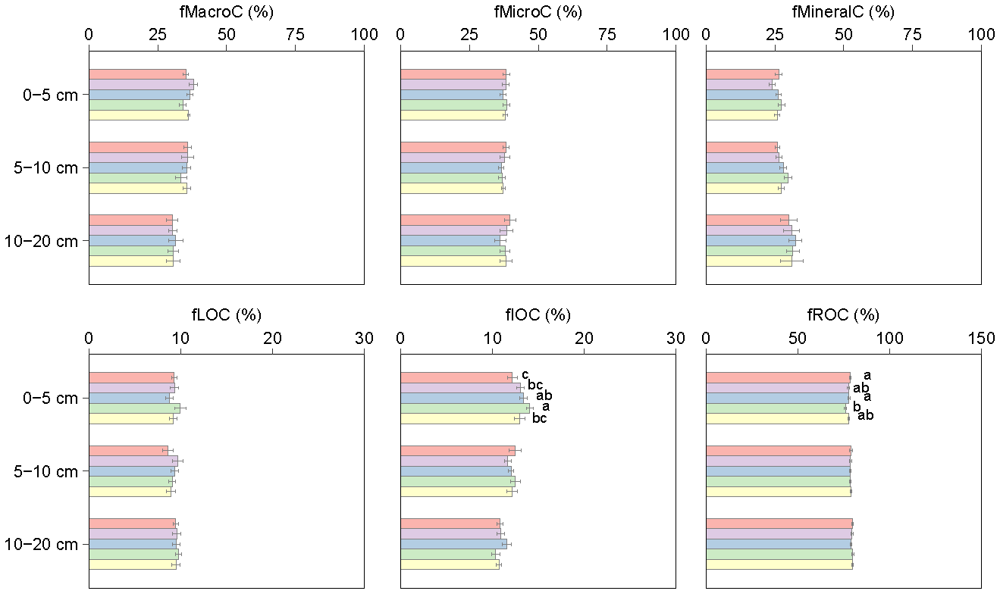 fMacroC (%) fMicroC (%) fMineralC (%)
0 25 50 75 100 0 25 50 75 100 0 25 50 75 100
0−5 cm
5−10 cm
10−20 cm
fLOC (%) fIOC (%) fROC (%)
0 10 20 30 0 10 20 30 0 50 100 150
c a
bc ab
0−5 cm ab a
a b
bc ab
5−10 cm
10−20 cm